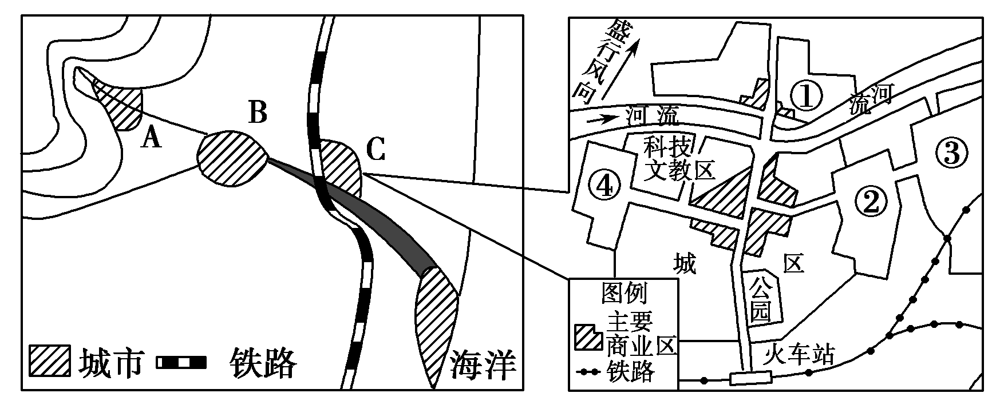 A
B
C
城市
铁路
海洋
盛行风向
河流
河流
①
科技
文教区
③
④
②
城区
公园
图例
主要
商业区
铁路
火车站